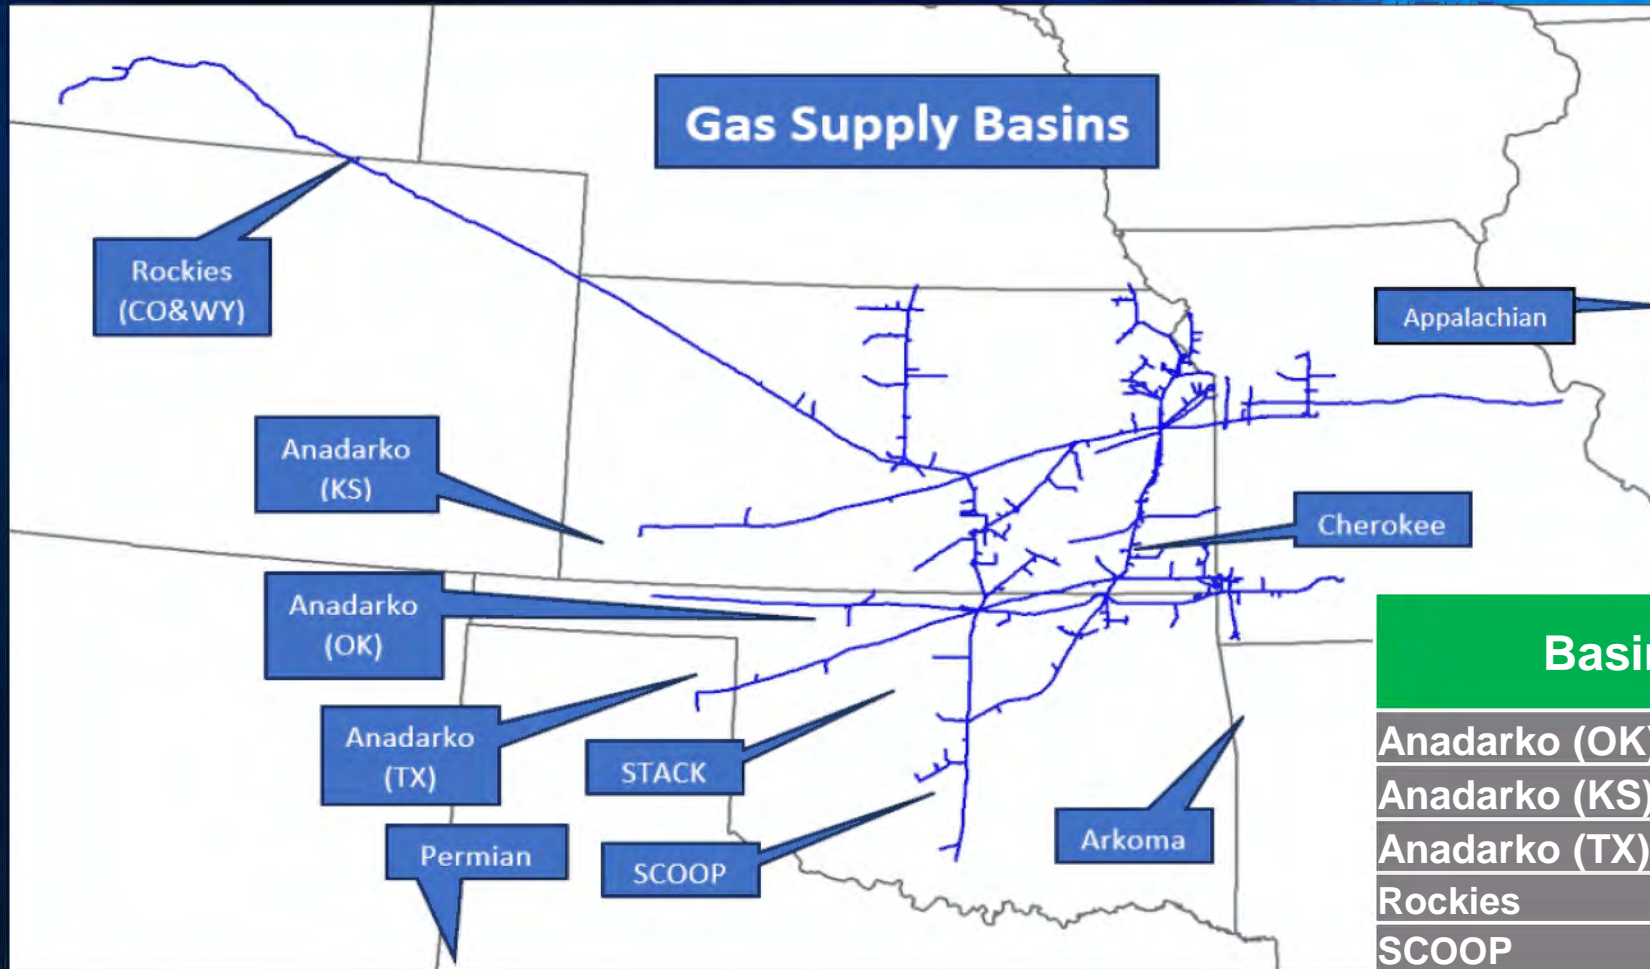 Gas Supply Basins
Rockies
(CO&WY)
Appalachian
Anadarko
(KS)
Cherokee
Anadarko
(OK)
Anadarko
(TX)
STACK
Permian
SCOOP
Arkoma
Basin
Anadarko (OK)
Anadarko (KS)
Anadarko (TX)
Rockies
SCOOP